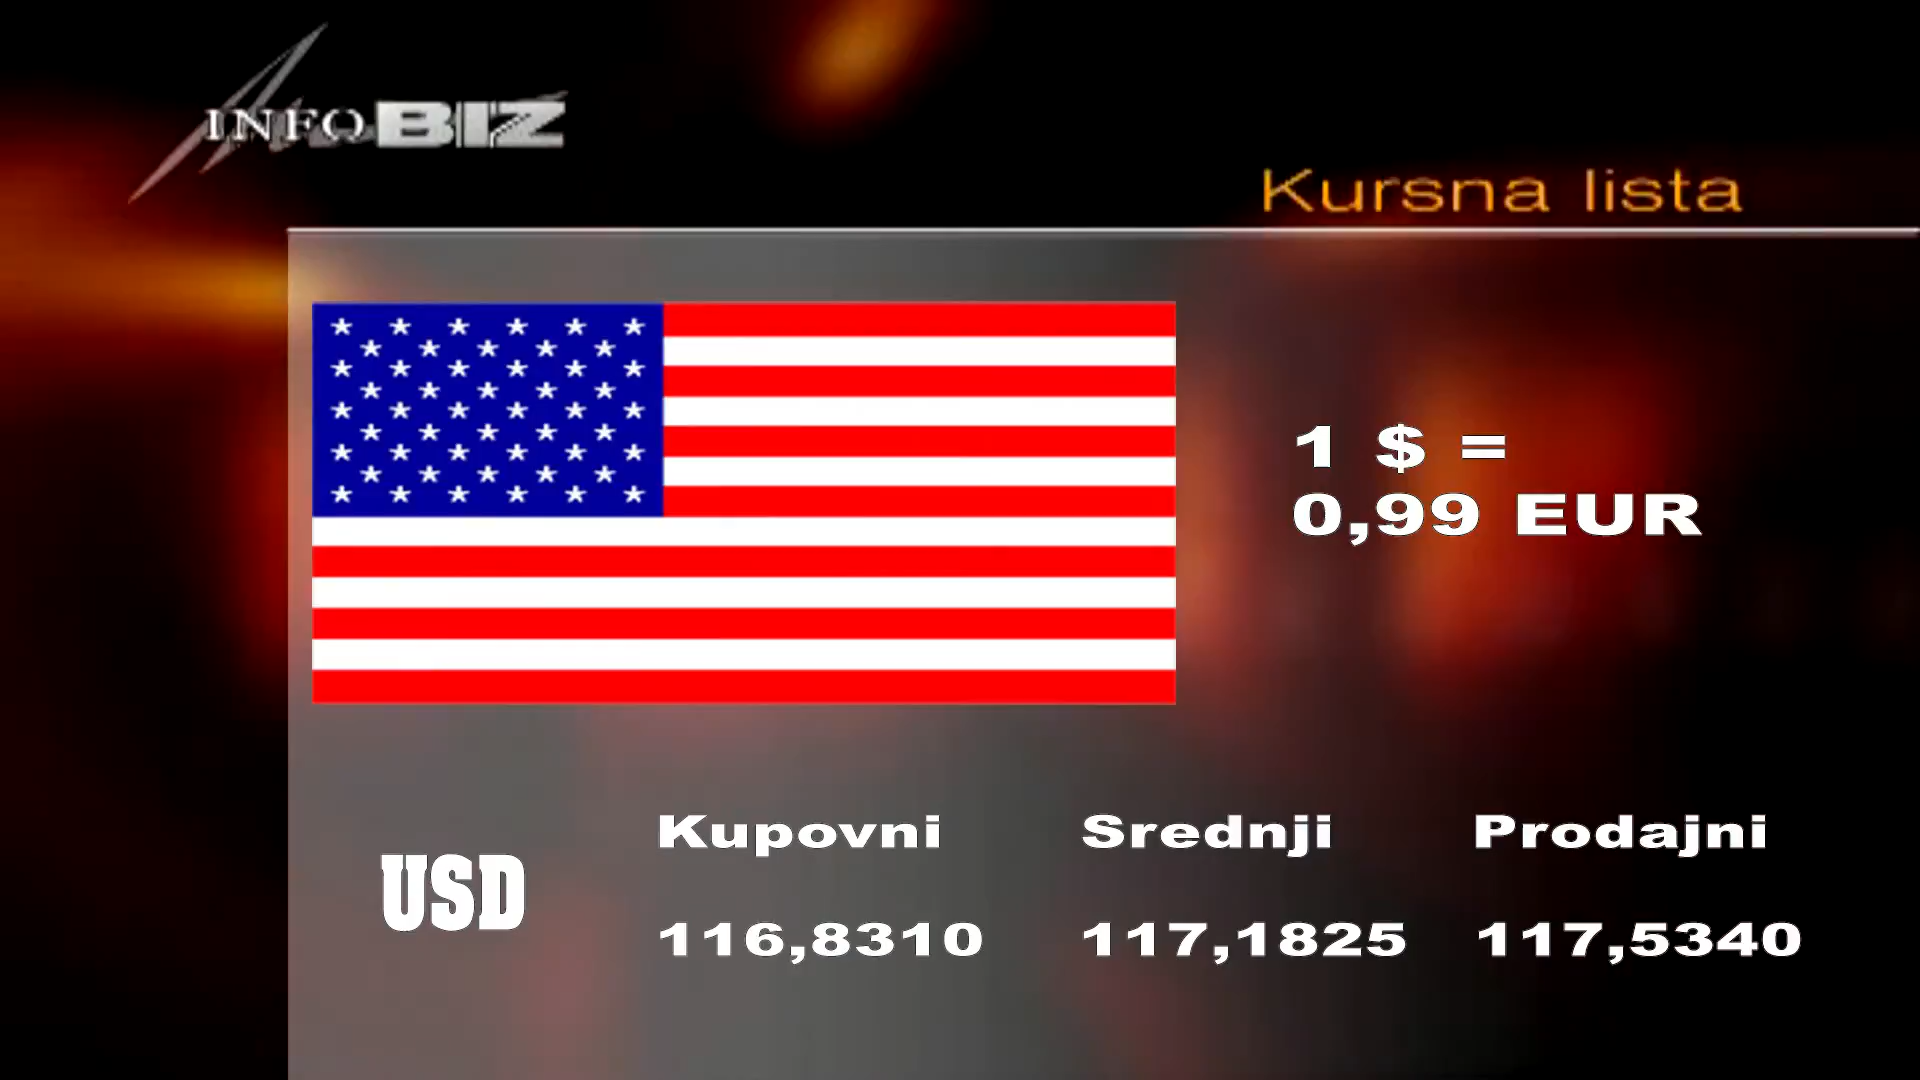 INFO BIZ
Kursna lista
1 $ =
0,99 EUR
USD
Kupovni Srednji Prodajni
116,8310 117,1825 117,5340